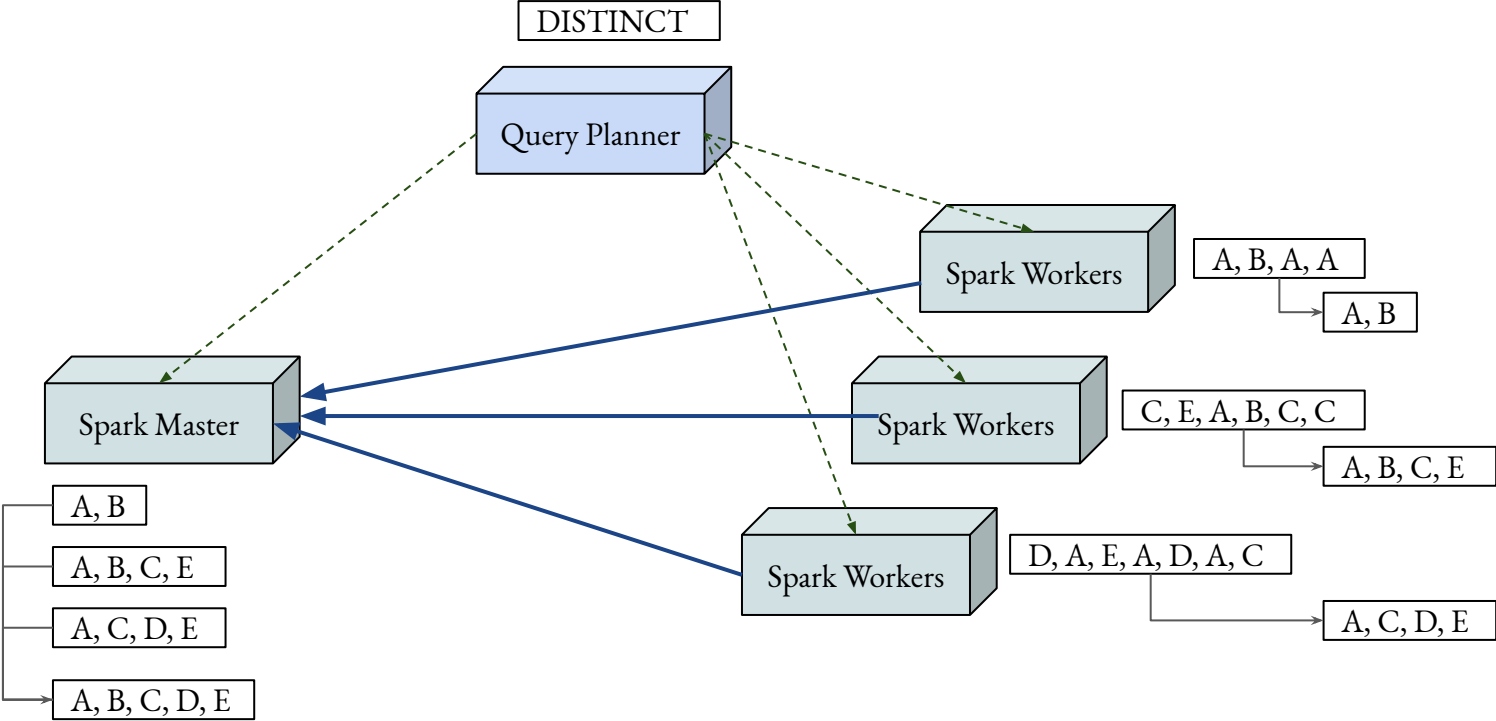 DISTINCT
Query Planner
Spark Workers
A, B, A, A
A, B
Spark Master
Spark Workers
C, E, A, B, C, C
A, B, C, E
A, B
A, B, C, E
Spark Workers
D, A, E, A, D, A, C
A, C, D, E
A, C, D, E
A, B, C, D, E